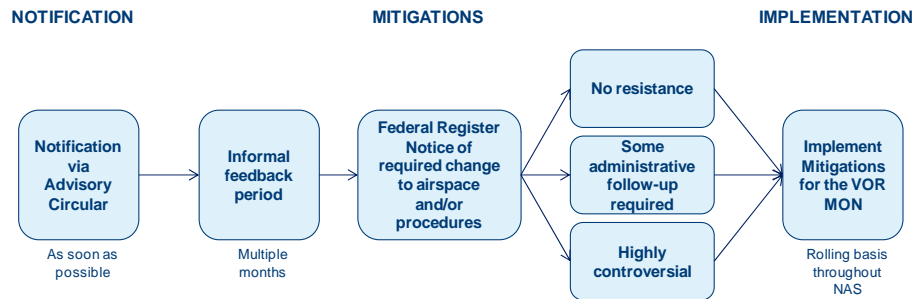 NOTIFICATION
MITIGATIONS
IMPLEMENTATION
Notification
via
Advisory
Circular
As soon as
possible
Informal
feedback
period
Multiple
months
Federal Register
Notice of
required change
to airspace
and/or
procedures
No resistance
Some
administrative
follow-up
required
Highly
controversial
Implement
Mitigations
for the VOR
MON
Rolling basis
throughout
NAS